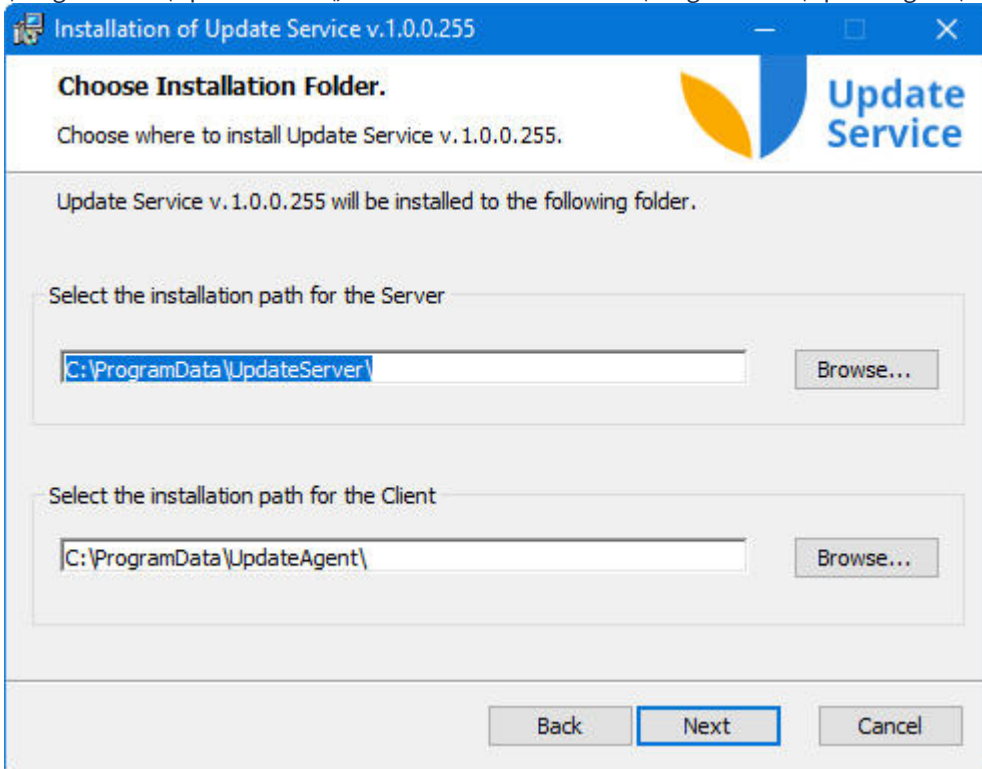 Installation of Update Service v.1.0.0.255
Choose Installation Folder.
Choose where to install Update Service v.1.0.0.255.
Update
Service
Update Service v.1.0.0.255 will be installed to the following folder.
Select the installation path for the Server
C:\ProgramData\UpdateServer\
Browse...
Select the installation path for the Client
C:\ProgramData\UpdateAgent\
Browse...
Back
Next
Cancel